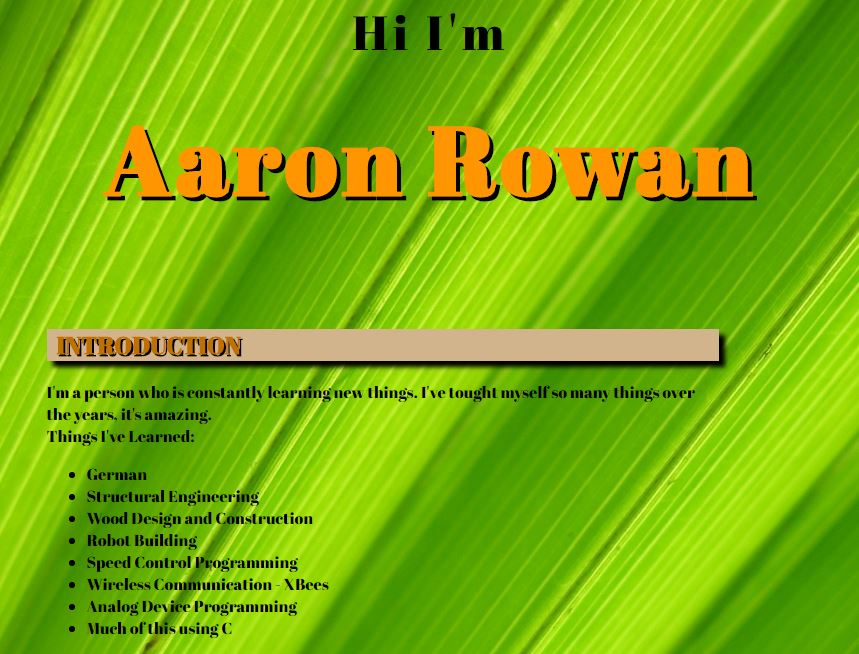 Hi I'm
Aaron Rowan
INTRODUCTION
I'm a person who is constantly learning new things. I've tought myself so many things over
the years, it's amazing.
Things I've Learned:
German
Structural Engineering
Wood Design and Construction
Robot Building
Speed Control Programming
Wireless Communication - XBees
Analog Device Programming
Much of this using C